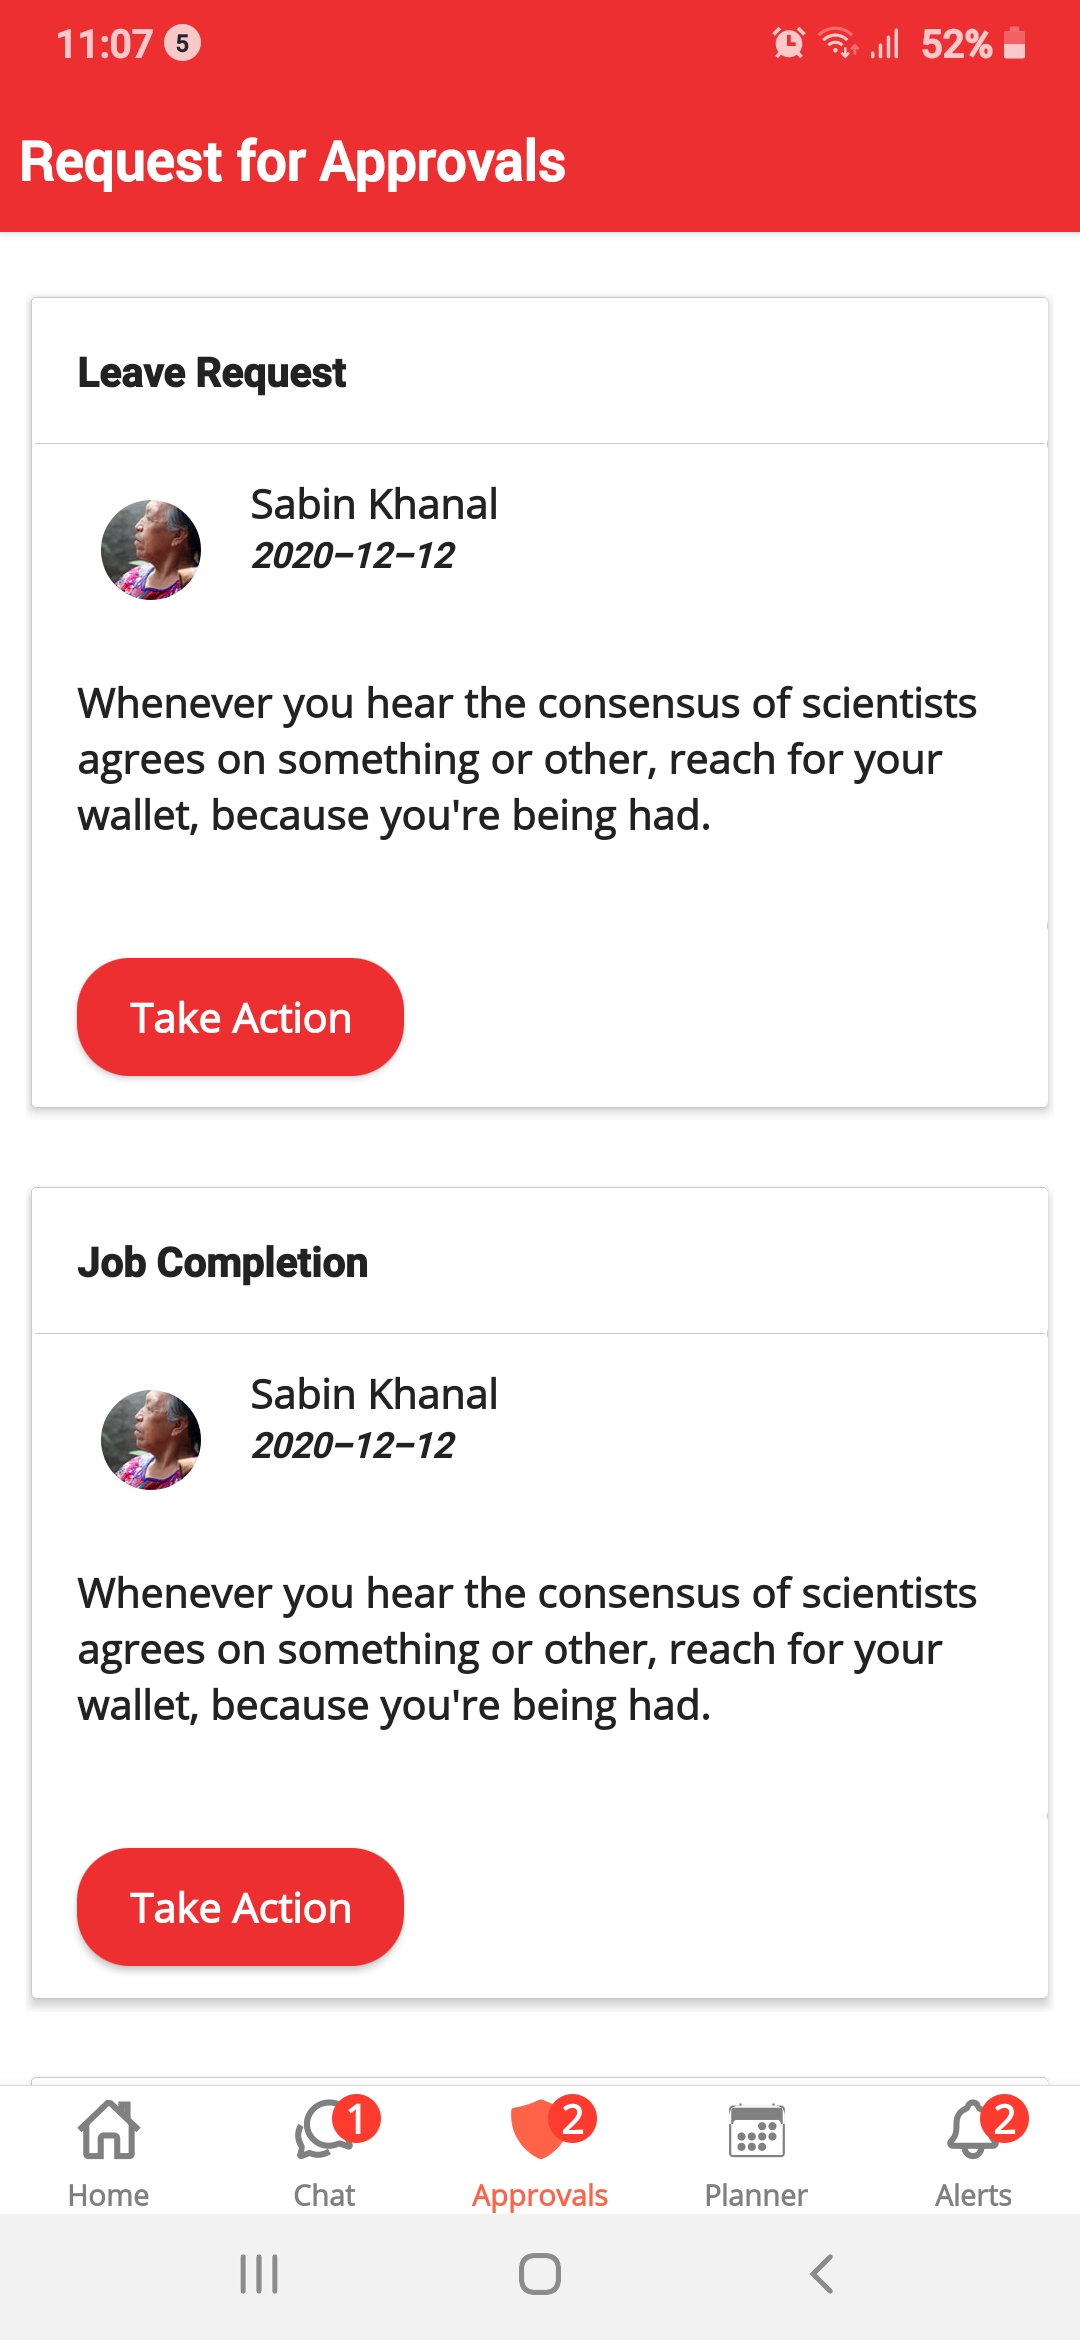 11:07 5 52%
Request for Approvals
Leave Request
Sabin Khanal
2020-12-12
Whenever you hear the consensus of scientists
agrees on something or other, reach for your
wallet, because you're being had.
Take Action
Job Completion
Sabin Khanal
2020-12-12
Whenever you hear the consensus of scientists
agrees on something or other, reach for your
wallet, because you're being had.
Take Action
1 2 2
Home Chat Approvals Planner Alerts